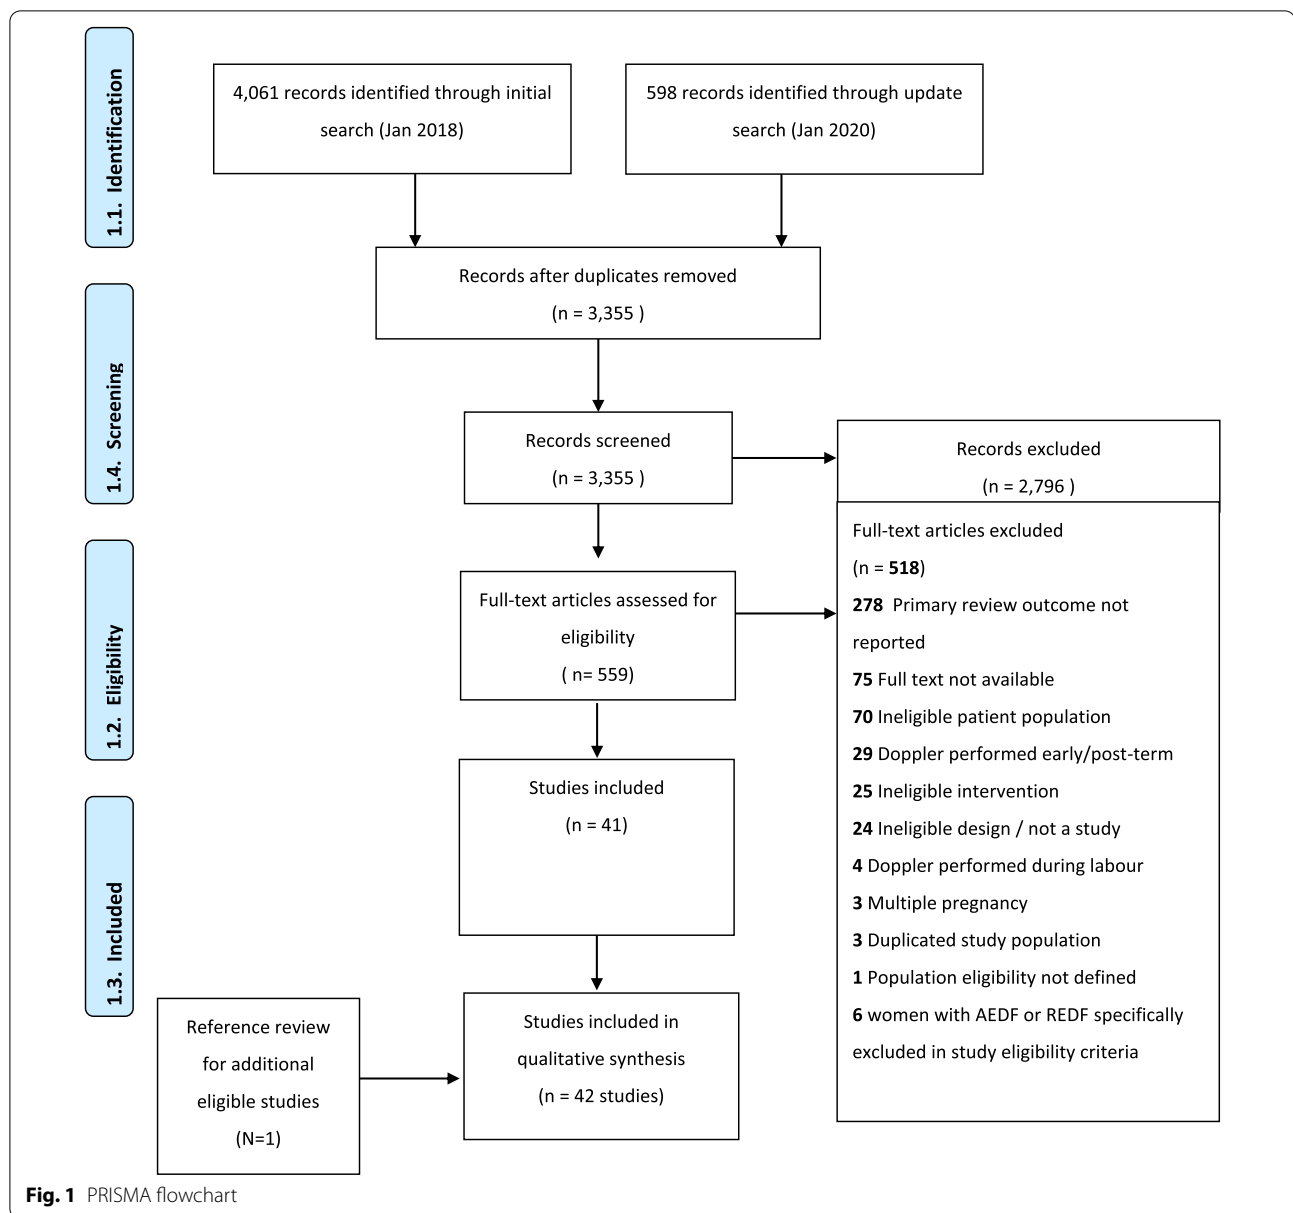 1.1. Identification
4,061 records identified through initial
search (Jan 2018)
598 records identified through update
search (Jan 2020)
Records after duplicates removed
(n = 3,355 )
1.4. Screening
Records screened
(n = 3,355 )
Records excluded
(n = 2,796 )
1.2. Eligibility
Full-text articles assessed for
eligibility
( n= 559)
Full-text articles excluded
(n = 518)
278 Primary review outcome not
reported
75 Full text not available
70 Ineligible patient population
29 Doppler performed early/post-term
25 Ineligible intervention
24 Ineligible design / not a study
4 Doppler performed during labour
3 Multiple pregnancy
3 Duplicated study population
1 Population eligibility not defined
6 women with AEDF or REDF specifically
excluded in study eligibility criteria
Studies included
(n = 41)
1.3. Included
Reference review
for additional
eligible studies
(N=1)
Studies included in
qualitative synthesis
(n = 42 studies)
Fig. 1 PRISMA flowchart